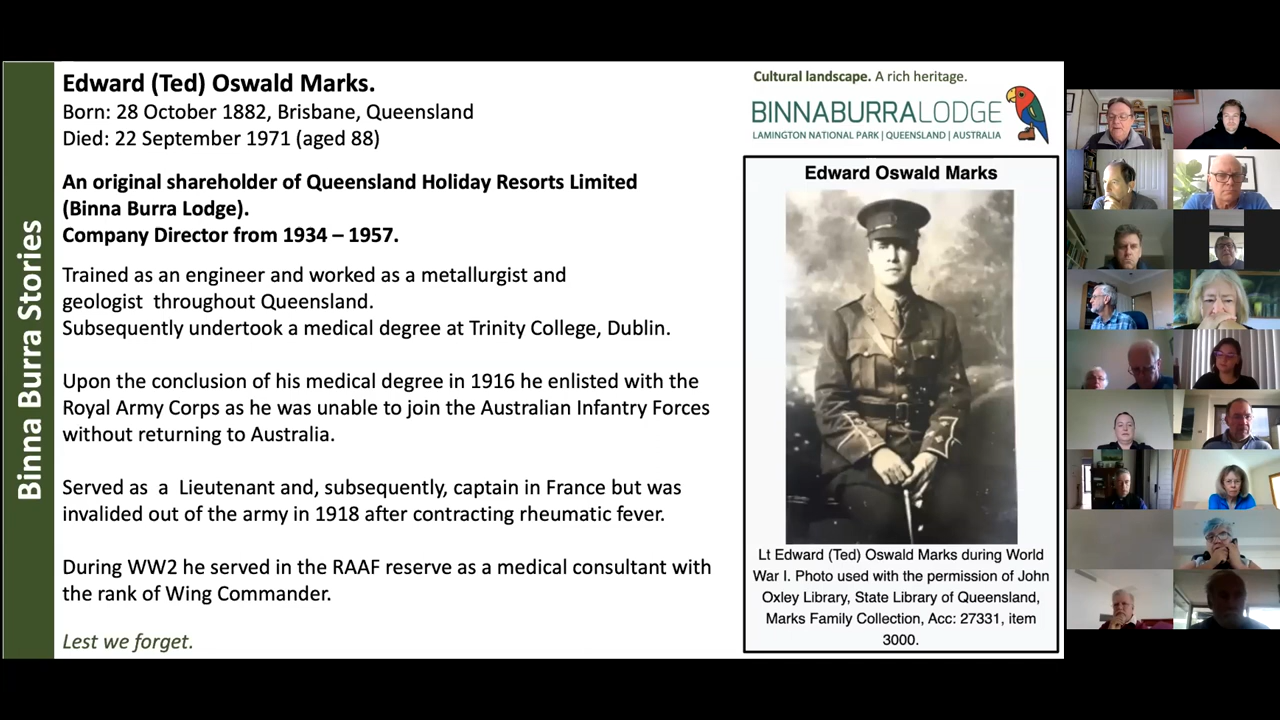 Binna Burra Stories
Edward (Ted) Oswald Marks.
Born: 28 October 1882, Brisbane, Queensland
Died: 22 September 1971 (aged 88)
An original shareholder of Queensland Holiday Resorts Limited
(Binna Burra Lodge).
Company Director from 1934 – 1957.
Trained as an engineer and worked as a metallurgist and
geologist throughout Queensland.
Subsequently undertook a medical degree at Trinity College, Dublin.
Upon the conclusion of his medical degree in 1916 he enlisted with the
Royal Army Corps as he was unable to join the Australian Infantry Forces
without returning to Australia.
Served as a Lieutenant and, subsequently, captain in France but was
invalided out of the army in 1918 after contracting rheumatic fever.
During WW2 he served in the RAAF reserve as a medical consultant with
the rank of Wing Commander.
Lest we forget.
Cultural landscape. A rich heritage.
BINNABURRALODGE
LAMINGTON NATIONAL PARK | QUEENSLAND | AUSTRALIA
Edward Oswald Marks
Lt Edward (Ted) Oswald Marks during World
War I. Photo used with the permission of John
Oxley Library, State Library of Queensland,
Marks Family Collection, Acc: 27331, item
3000.